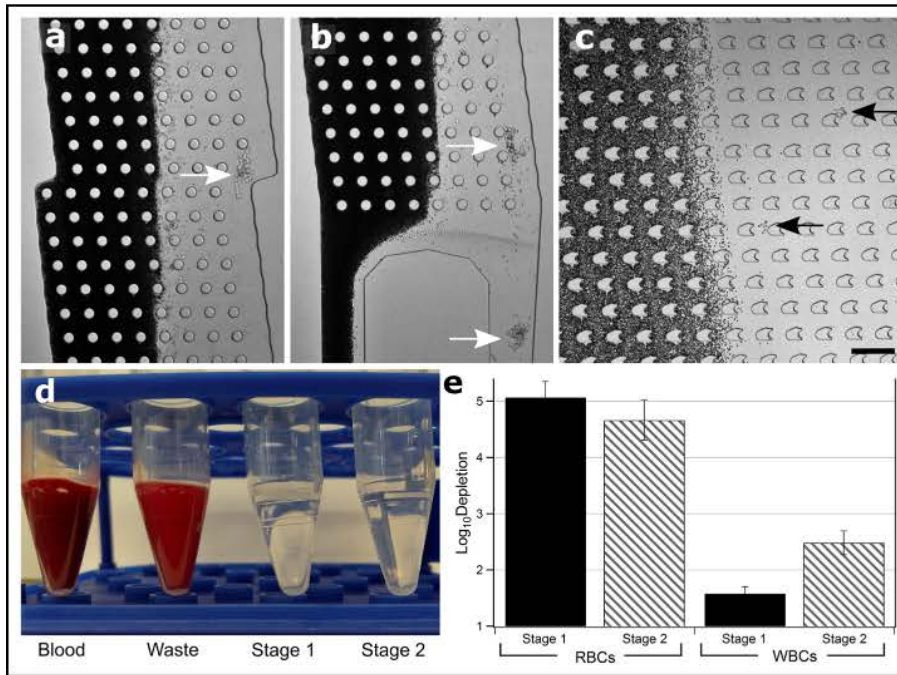 a
b
c
d
Blood Waste Stage 1 Stage 2
e
Log10Depletion
5
4
3
2
1
Stage 1 Stage 2 Stage 1 Stage 2
RBCs WBCs